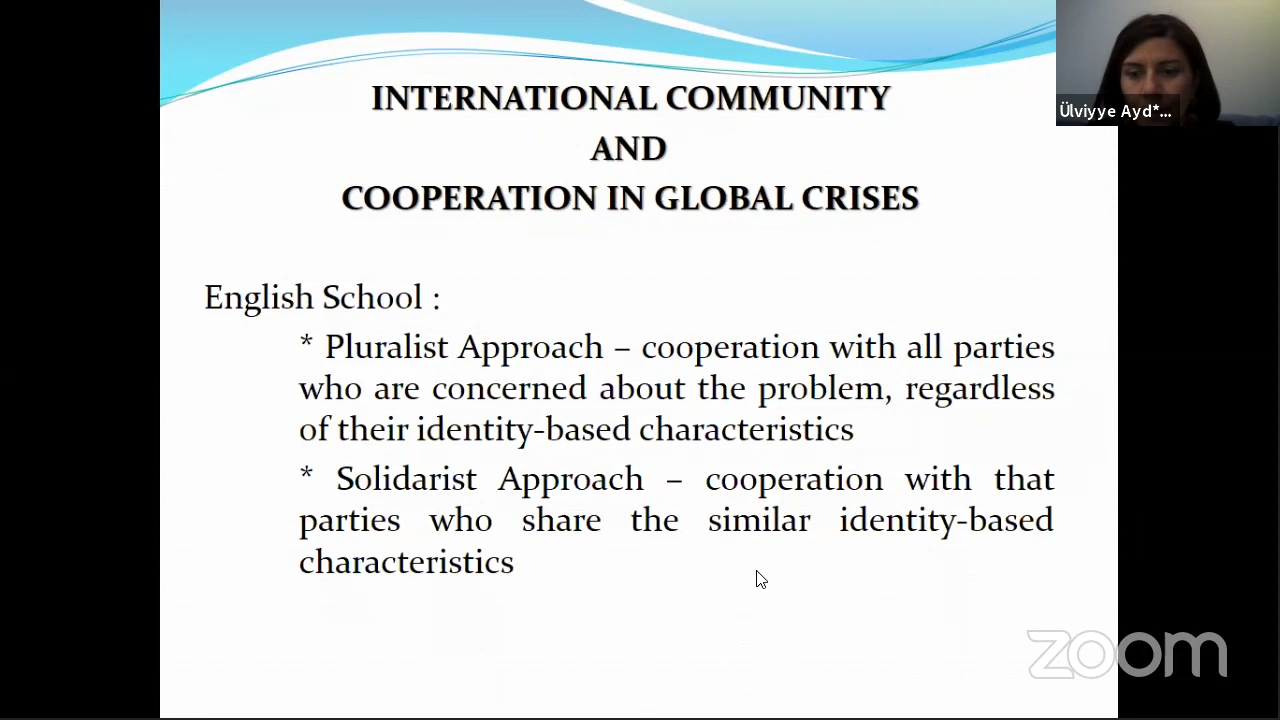 INTERNATIONAL COMMUNITY
AND
COOPERATION IN GLOBAL CRISES
Ülviyye Ayd*...
English School :
* Pluralist Approach – cooperation with all parties
who are concerned about the problem, regardless
of their identity-based characteristics
* Solidarist Approach – cooperation with that
parties who share the similar identity-based
characteristics
zoom